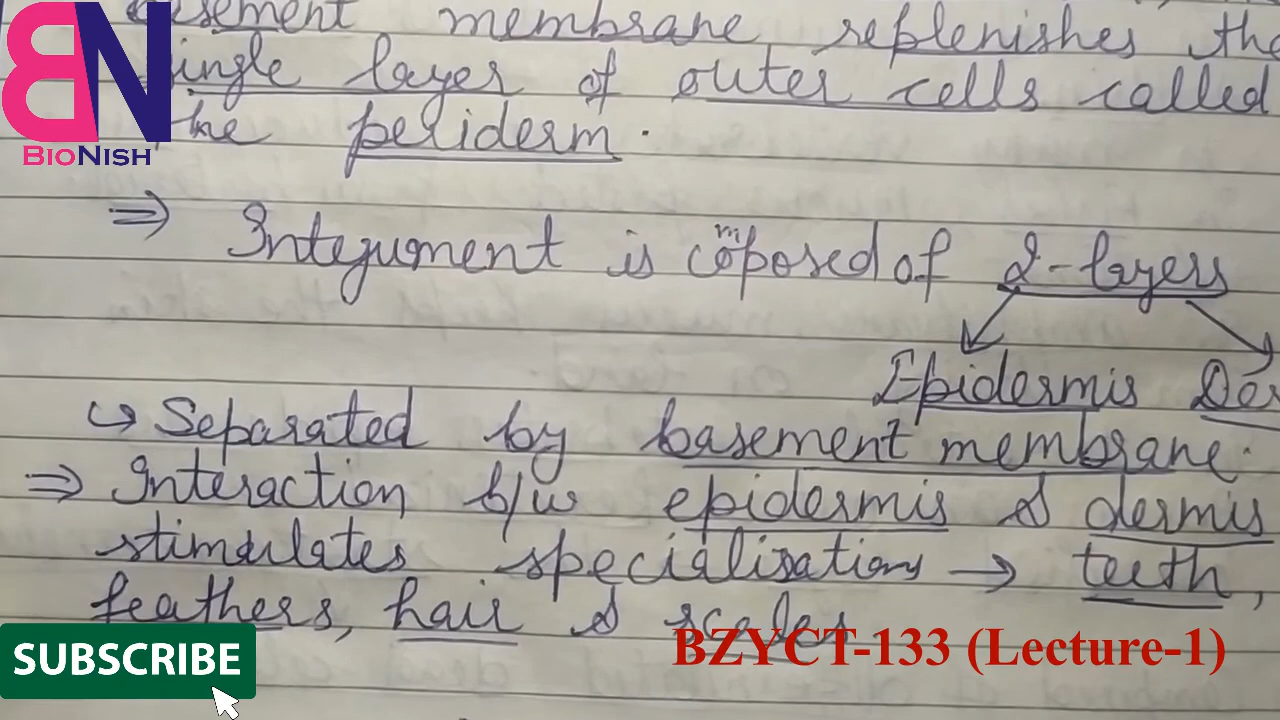 basement membrane replenishes the
single layer of outer cells called
the periderm.
BN
BIONISH
⇒ Integument is composed of 2-layers
Epidermis Der
↳ Separated by basement membrane.
⇒ Interaction b/w epidermis & dermis
stimulates specialisations → teeth,
feathers, hair & scales
BZYCT-133 (Lecture-1)
SUBSCRIBE